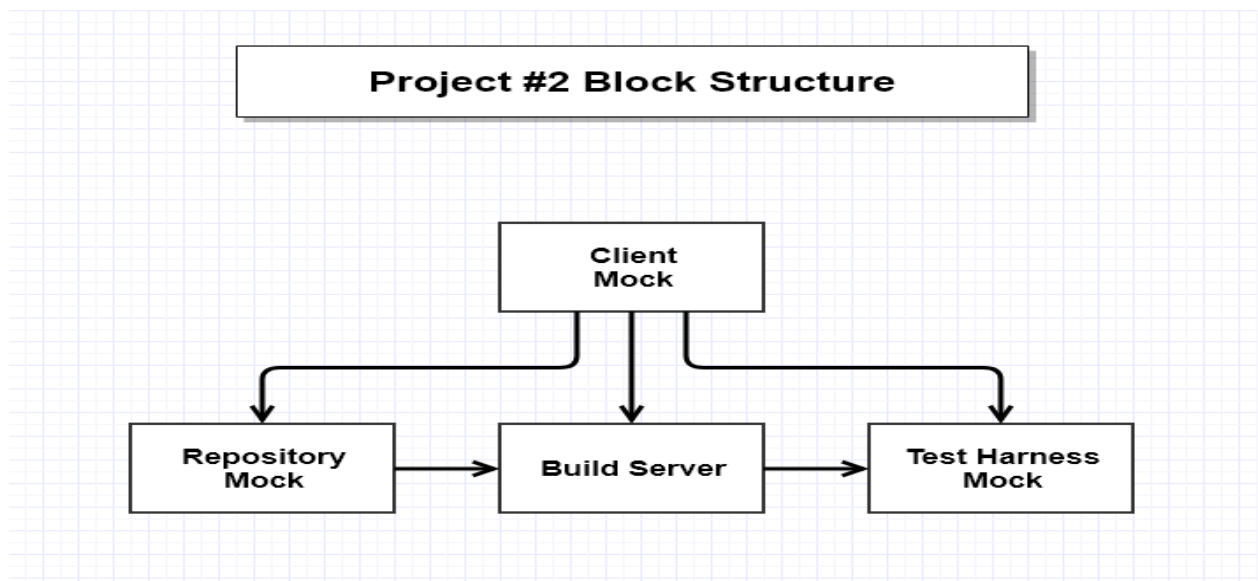 Project #2 Block Structure
Client
Mock
Repository
Mock
Build Server
Test Harness
Mock